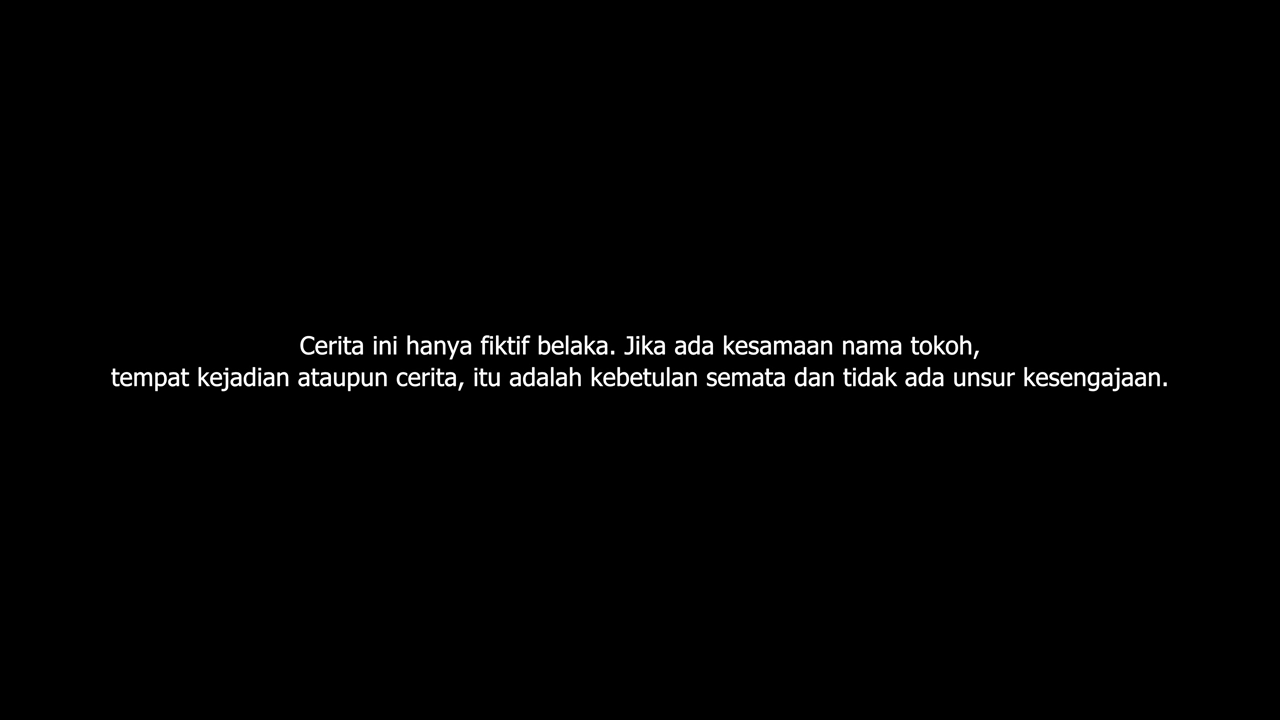 Cerita ini hanya fiktif belaka. Jika ada kesamaan nama tokoh,
tempat kejadian ataupun cerita, itu adalah kebetulan semata dan tidak ada unsur kesengajaan.